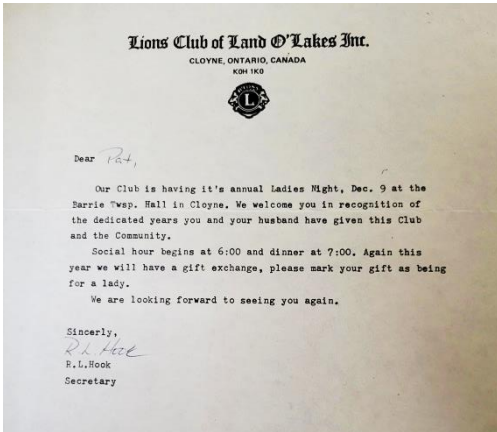 Lions Club of Land O'Lakes Inc.
CLOYNE, ONTARIO, CANADA
K0H 1K0
L
Dear Pat,
Our Club is having it's annual Ladies Night, Dec. 9 at the
Barrie Twsp. Hall in Cloyne. We welcome you in recognition of
the dedicated years you and your husband have given this Club
and the Community.
Social hour begins at 6:00 and dinner at 7:00. Again this
year we will have a gift exchange, please mark your gift as being
for a lady.
We are looking forward to seeing you again.
Sincerly,
R. L. Hook
R.L.Hook
Secretary